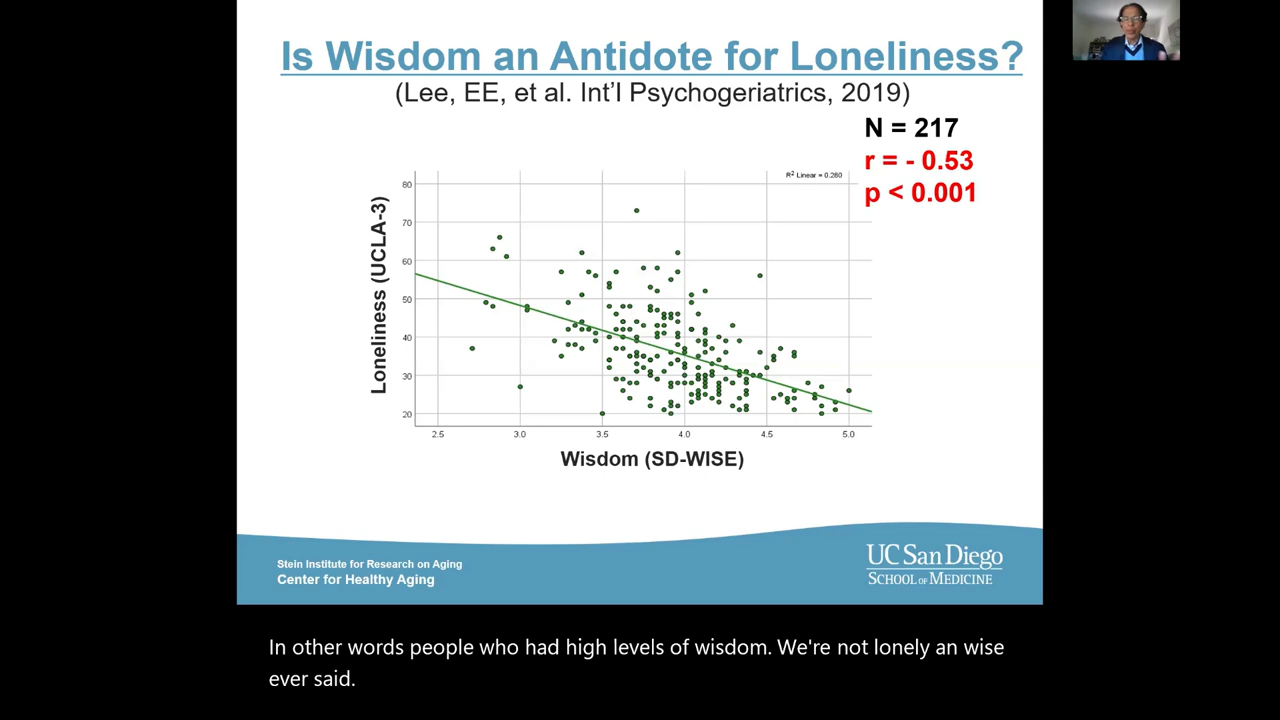 Is Wisdom an Antidote for Loneliness?
(Lee, EE, et al. Int'l Psychogeriatrics, 2019)
N = 217
r = - 0.53
p < 0.001
R² Linear = 0.280
Loneliness (UCLA-3)
80
70
60
50
40
30
20
2.5 3.0 3.5 4.0 4.5 5.0
Wisdom (SD-WISE)
Stein Institute for Research on Aging
Center for Healthy Aging
UC San Diego
SCHOOL OF MEDICINE
In other words people who had high levels of wisdom. We're not lonely an wise
ever said.